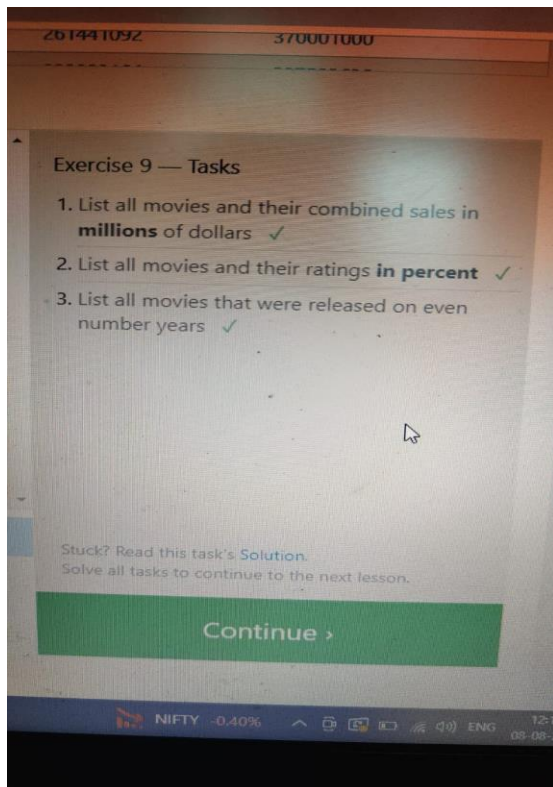 261441092 370001000
Exercise 9 — Tasks
1. List all movies and their combined sales in
millions of dollars ✓
2. List all movies and their ratings in percent ✓
3. List all movies that were released on even
number years ✓
Stuck? Read this task's Solution.
Solve all tasks to continue to the next lesson.
Continue ›
NIFTY -0.40% ENG